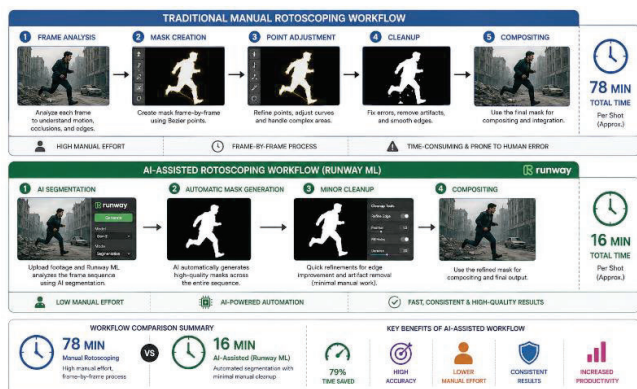 TRADITIONAL MANUAL ROTOSCOPING WORKFLOW
1 FRAME ANALYSIS
Analyze each frame
to understand motion,
occlusions, and edges.
2 MASK CREATION
Create mask frame-by-frame
using Bezier points.
3 POINT ADJUSTMENT
Refine points, adjust curves
and handle complex areas.
4 CLEANUP
Fix errors, remove artifacts,
and smooth edges.
5 COMPOSITING
Use the final mask for
compositing and integration.
78 MIN
TOTAL TIME
Per Shot
(Approx.)
HIGH MANUAL EFFORT
FRAME-BY-FRAME PROCESS
TIME-CONSUMING & PRONE TO HUMAN ERROR
AI-ASSISTED ROTOSCOPING WORKFLOW (RUNWAY ML)
runway
1 AI SEGMENTATION
runway
Upload footage and Runway ML
analyzes the frame sequence
using AI segmentation.
2 AUTOMATIC MASK GENERATION
AI automatically generates
high-quality masks across
the entire sequence.
3 MINOR CLEANUP
Quick refinements for edge
improvement and artifact removal
(minimal manual work).
4 COMPOSITING
Use the refined mask for
compositing and final output.
16 MIN
TOTAL TIME
Per Shot
(Approx.)
LOW MANUAL EFFORT
AI-POWERED AUTOMATION
FAST, CONSISTENT & HIGH-QUALITY RESULTS
WORKFLOW COMPARISON SUMMARY
78 MIN
Manual Rotoscoping
High manual effort,
frame-by-frame process
VS
16 MIN
AI-Assisted (Runway ML)
Automated segmentation with
minimal manual cleanup
KEY BENEFITS OF AI-ASSISTED WORKFLOW
79%
TIME SAVED
HIGH
ACCURACY
LOWER
MANUAL EFFORT
CONSISTENT
RESULTS
INCREASED
PRODUCTIVITY